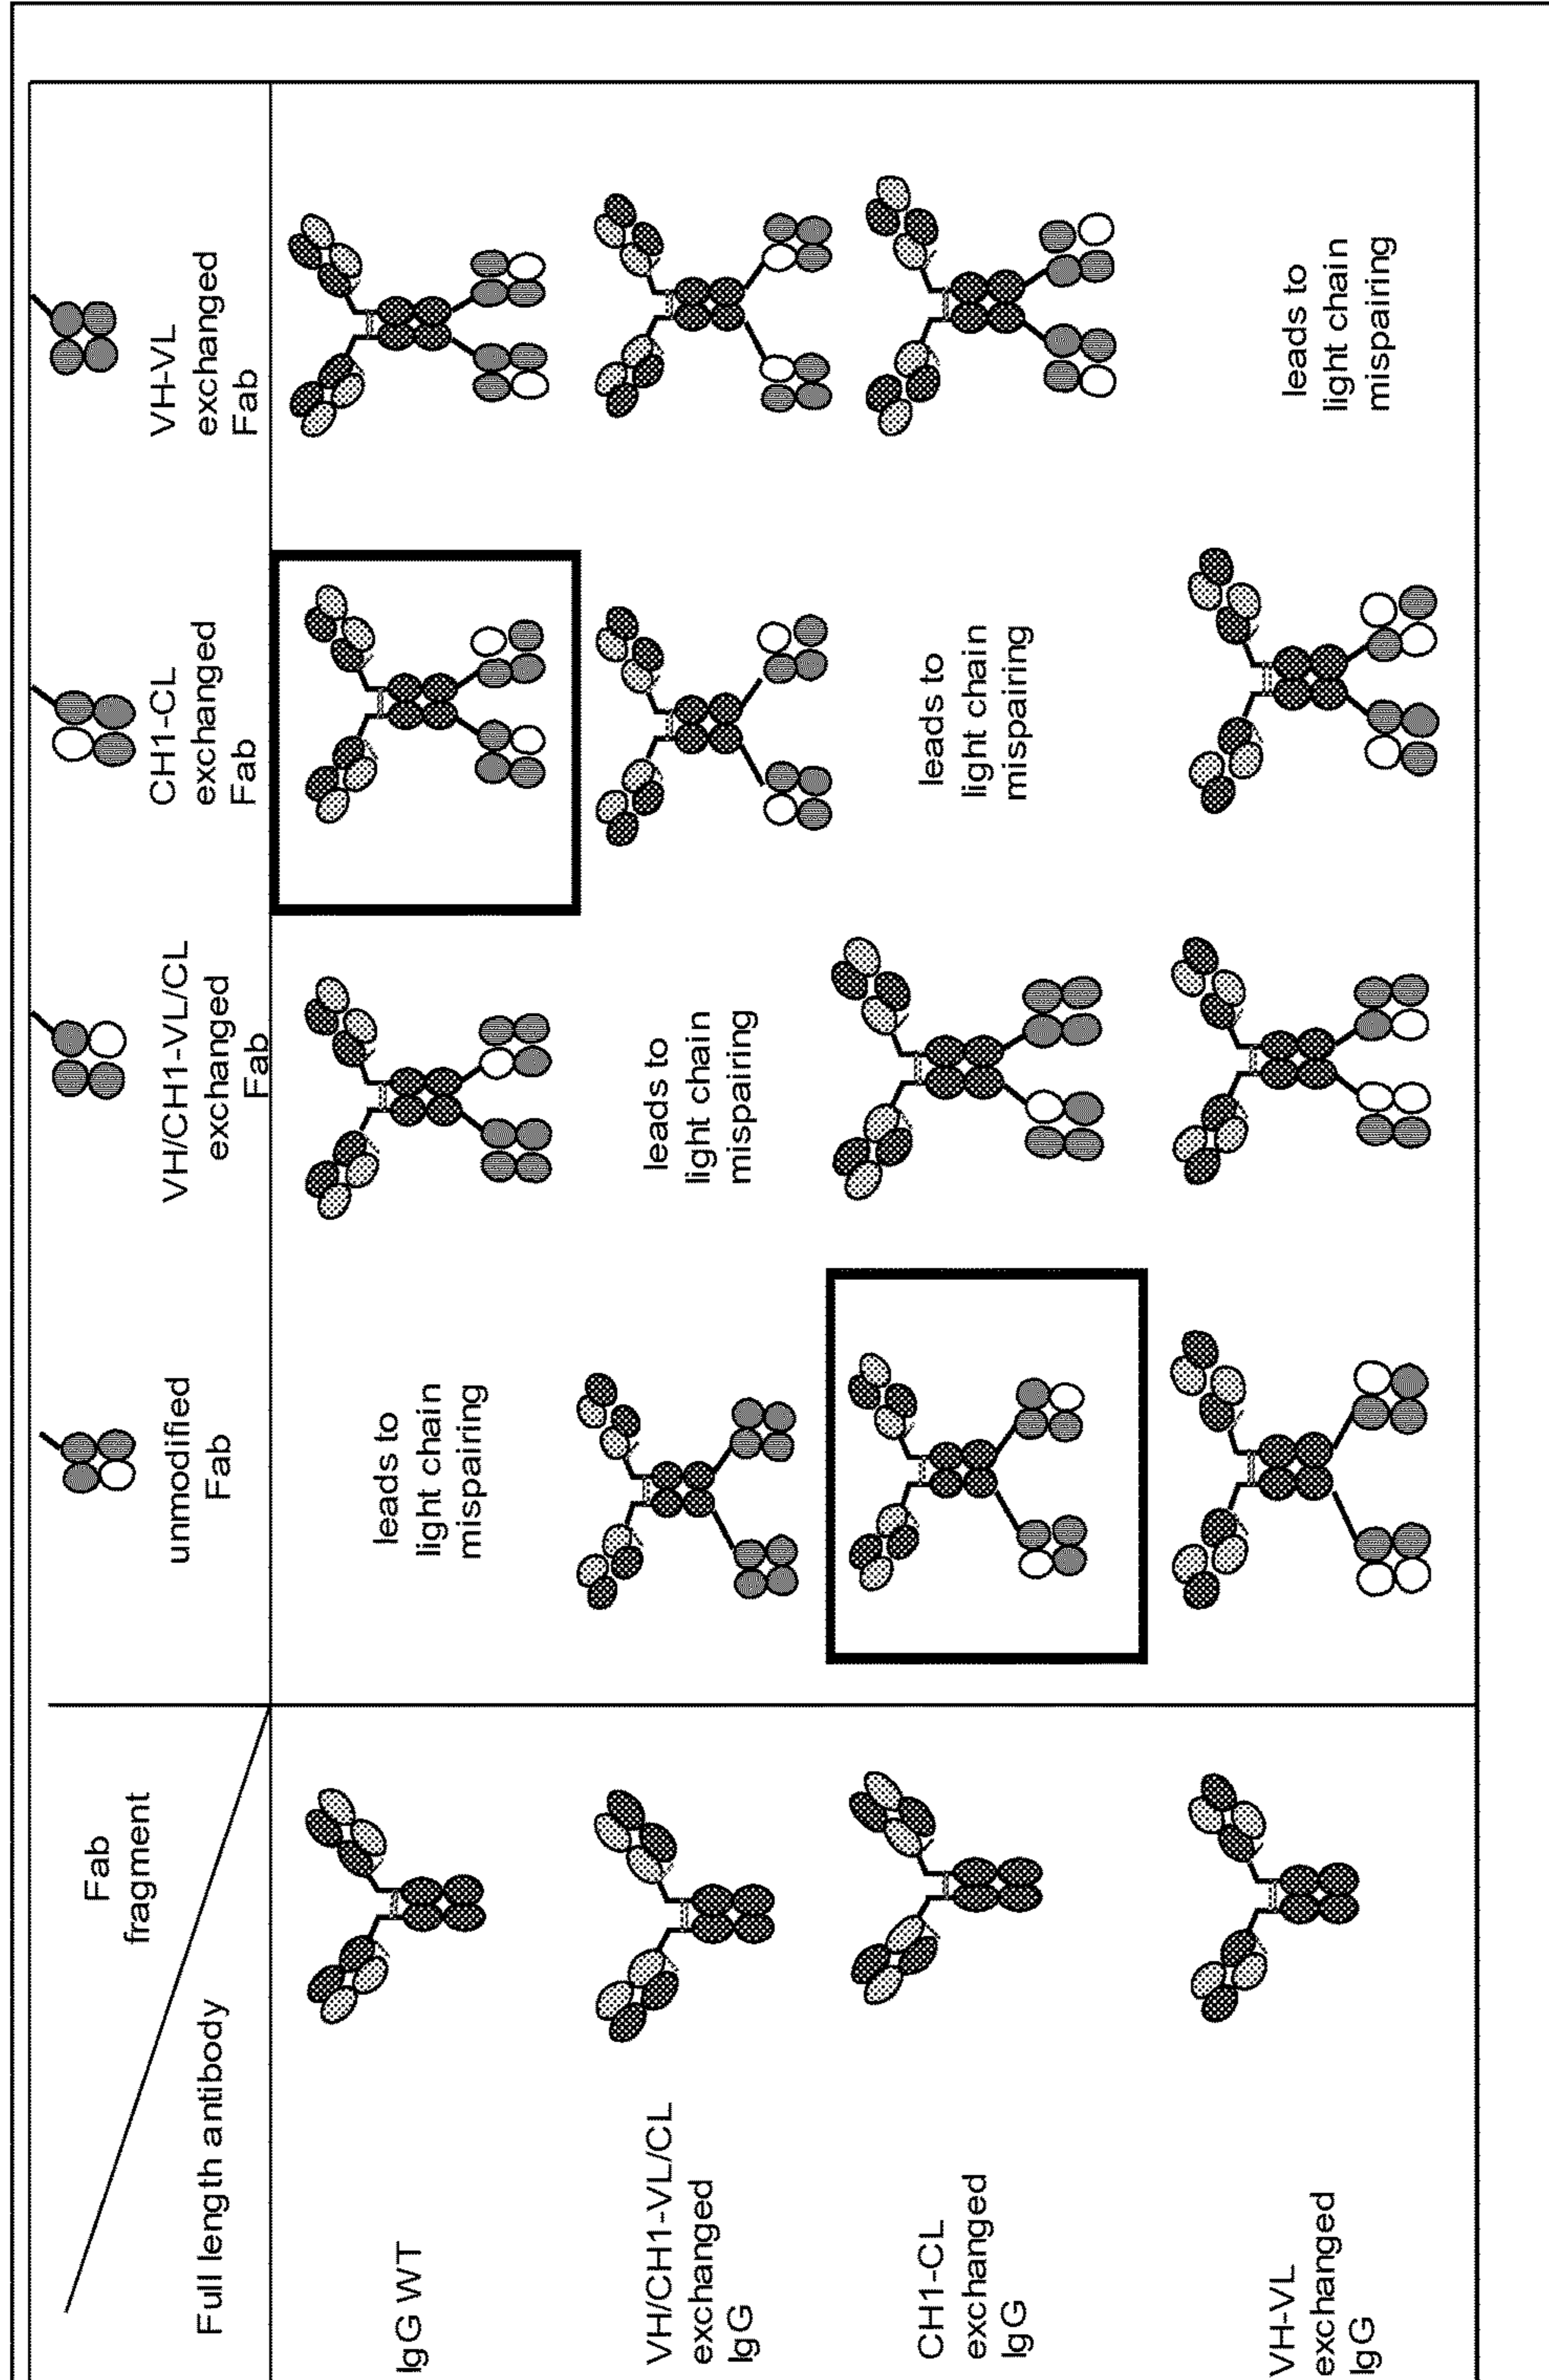 Fab
fragment
Full length antibody
unmodified
Fab
VH/CH1-VL/CL
exchanged
Fab
CH1-CL
exchanged
Fab
VH-VL
exchanged
Fab
IgG WT
leads to
light chain
mispairing
VH/CH1-VL/CL
exchanged
IgG
leads to
light chain
mispairing
CH1-CL
exchanged
IgG
leads to
light chain
mispairing
VH-VL
exchanged
IgG
leads to
light chain
mispairing